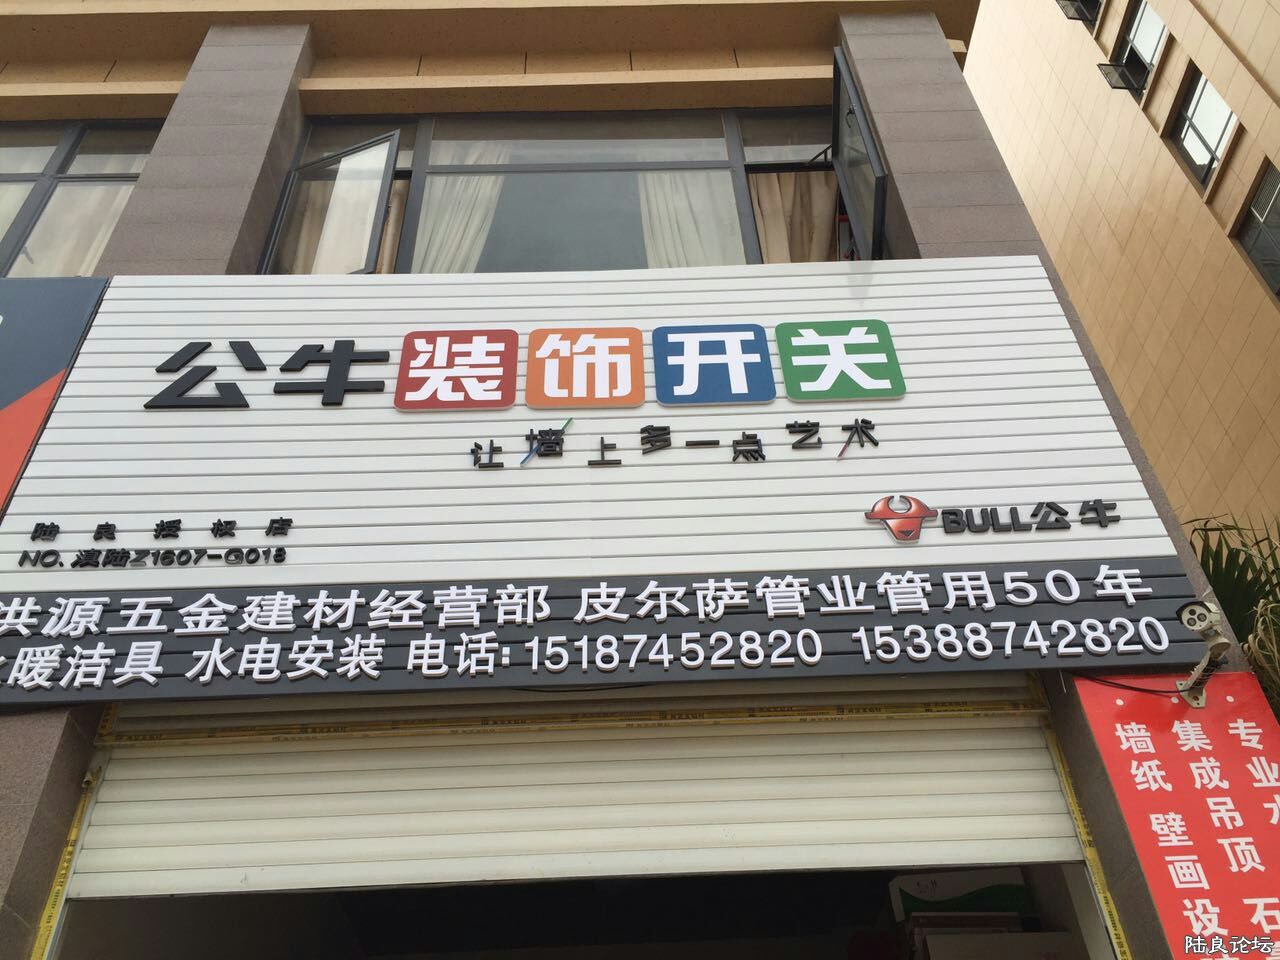 公牛装饰开关
让墙上多一点艺术
陆良授权店
NO.滇陆Z1607-G018
BULL公牛
洪源五金建材经营部 皮尔萨管业管用50年
暖洁具 水电安装 电话:15187452820 15388742820
专业水
集成吊顶 石
墙纸 壁画设
陆良论坛